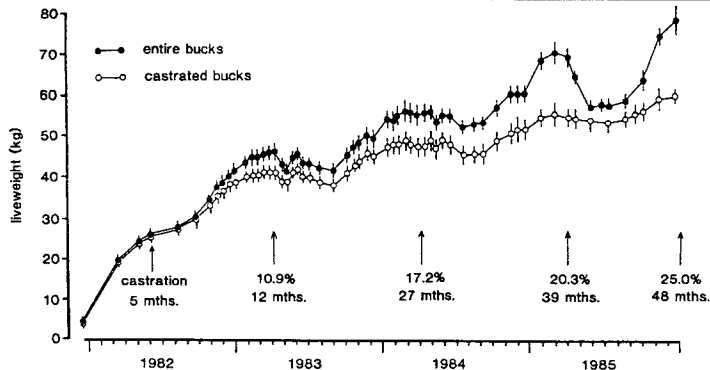 80
70
60
50
40
30
20
10
0
liveweight (kg)
entire bucks
castrated bucks
castration
5 mths.
10.9%
12 mths.
17.2%
27 mths.
20.3%
39 mths.
25.0%
48 mths.
1982
1983
1984
1985